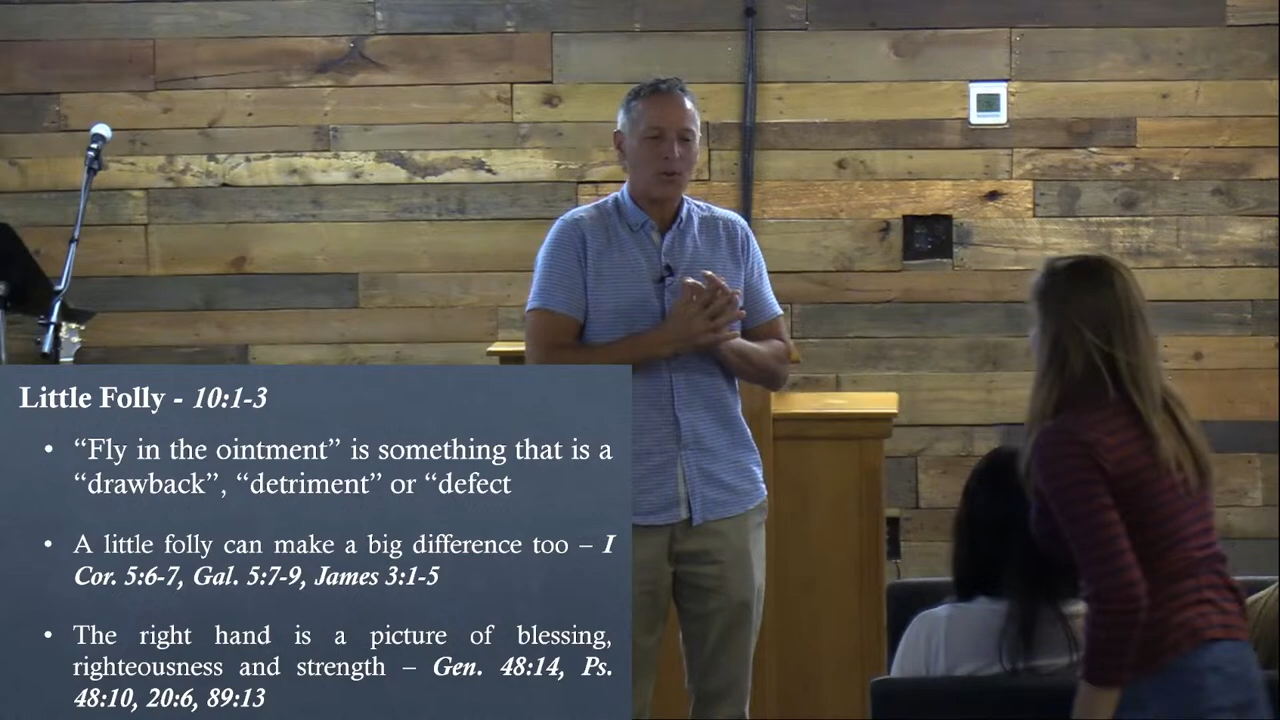 Little Folly - 10:1-3
• “Fly in the ointment” is something that is a
“drawback”, “detriment” or “defect
• A little folly can make a big difference too – I
Cor. 5:6-7, Gal. 5:7-9, James 3:1-5
• The right hand is a picture of blessing,
righteousness and strength – Gen. 48:14, Ps.
48:10, 20:6, 89:13